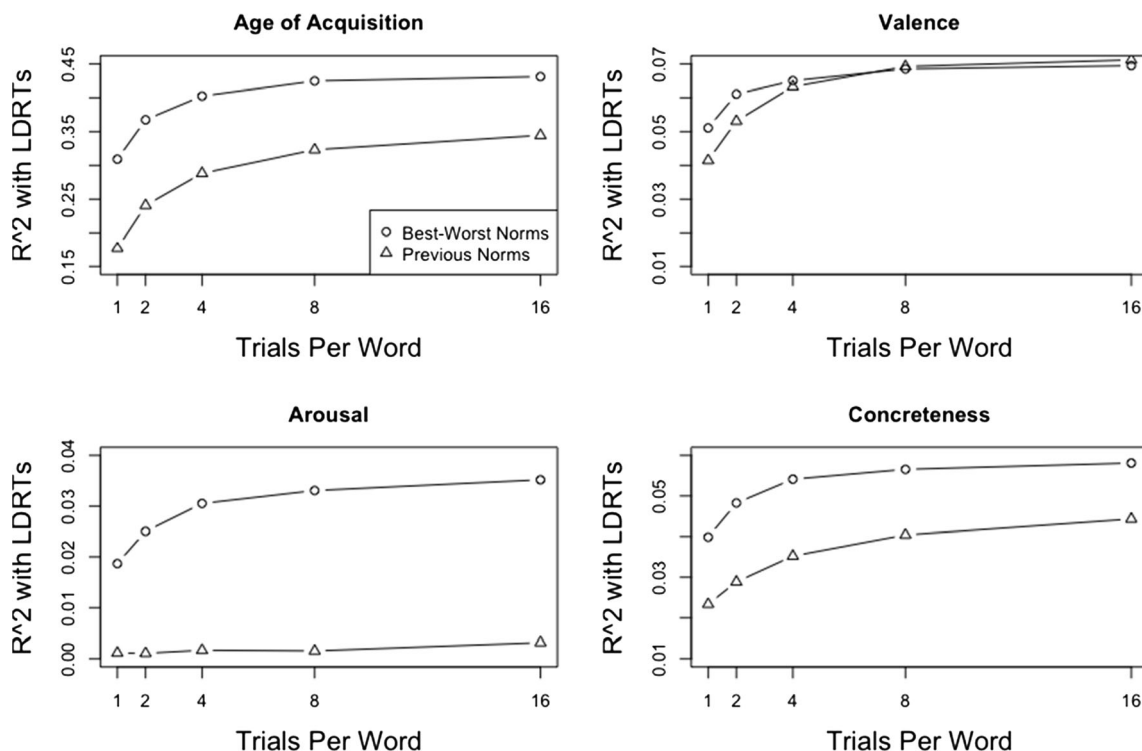 Age of Acquisition
R^2 with LDRTs
0.45
0.35
0.25
0.15
Best-Worst Norms
Previous Norms
1 2 4 8 16
Trials Per Word
Valence
R^2 with LDRTs
0.07
0.05
0.03
0.01
1 2 4 8 16
Trials Per Word
Arousal
R^2 with LDRTs
0.04
0.03
0.02
0.01
0.00
1 2 4 8 16
Trials Per Word
Concreteness
R^2 with LDRTs
0.05
0.03
0.01
1 2 4 8 16
Trials Per Word